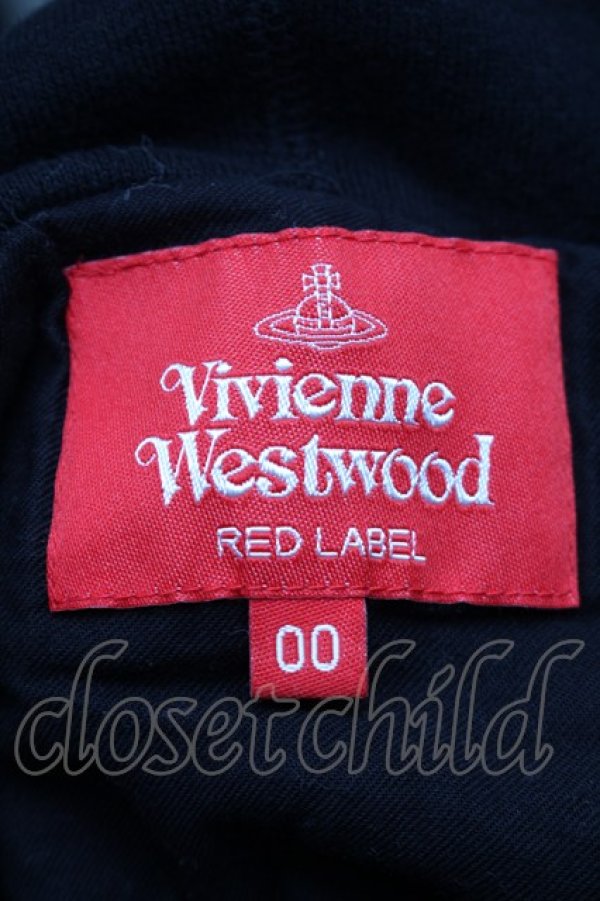 Vivienne
Westwood
RED LABEL
00
closetchild